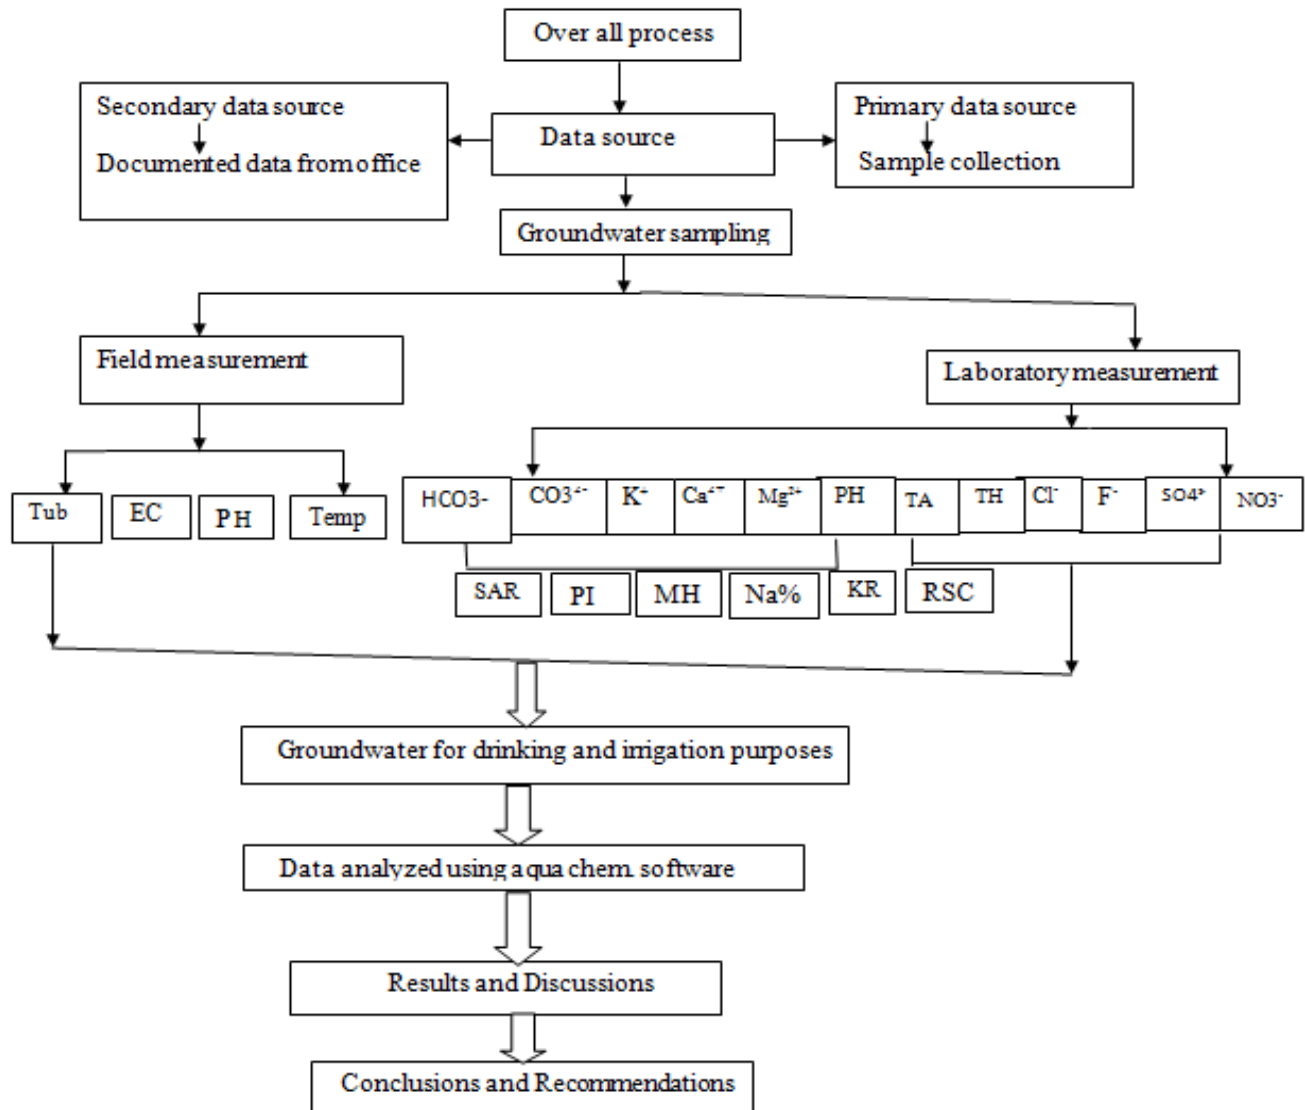 Over all process
Secondary data source
Documented data from office
Data source
Primary data source
Sample collection
Groundwater sampling
Field measurement
Laboratory measurement
Tub
EC
PH
Temp
HCO3-
CO3²⁻
K⁺
Ca²⁺
Mg²⁺
PH
TA
TH
Cl⁻
F⁻
SO4²⁻
NO3⁻
SAR
PI
MH
Na%
KR
RSC
Groundwater for drinking and irrigation purposes
Data analyzed using aqua chem. software
Results and Discussions
Conclusions and Recommendations